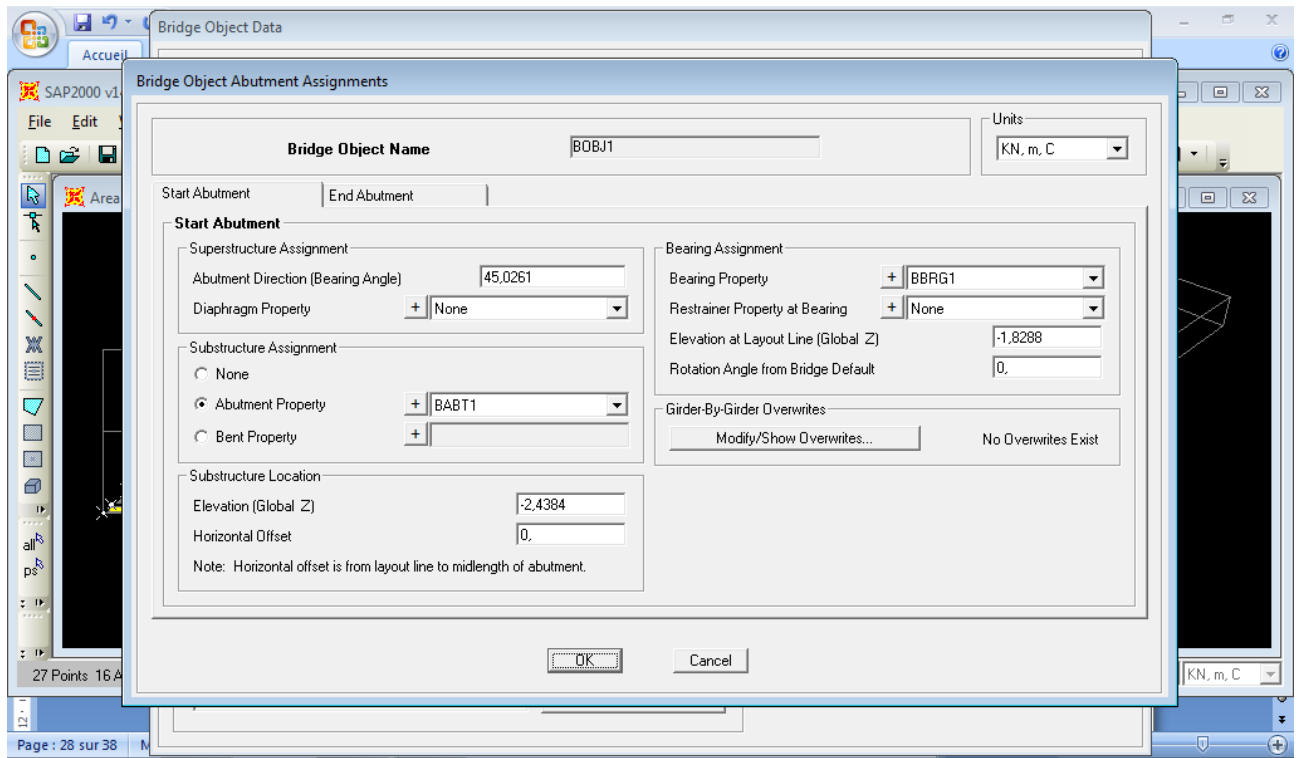 Bridge Object Data
Accueil
Bridge Object Abutment Assignments
SAP2000 v1
File Edit
Bridge Object Name
BOBJ1
Units
KN, m, C
Area
Start Abutment
End Abutment
Start Abutment
Superstructure Assignment
Abutment Direction (Bearing Angle)
45,0261
Diaphragm Property
+ None
Substructure Assignment
None
Abutment Property
+ BABT1
Bent Property
+
Substructure Location
Elevation (Global Z)
-2,4384
Horizontal Offset
0,
Note: Horizontal offset is from layout line to midlength of abutment.
Bearing Assignment
Bearing Property
+ BBRG1
Restrainer Property at Bearing
+ None
Elevation at Layout Line (Global Z)
-1,8288
Rotation Angle from Bridge Default
0,
Girder-By-Girder Overwrites
Modify/Show Overwrites...
No Overwrites Exist
all
ps
OK
Cancel
27 Points 16 A
KN, m, C
12
Page : 28 sur 38